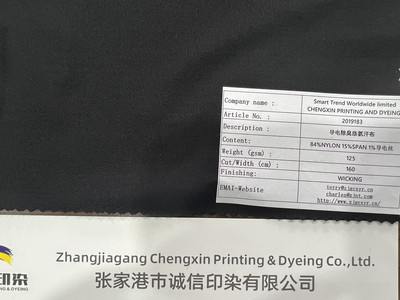 Company name : Smart Trend Worldwide limited
CHENGXIN PRINTING AND DYEING
Article No. : 2019183
Description : 导电除臭络氨汗布
Content: 84%NYLON 15%SPAN 1%导电丝
Weight (gsm) 125
Cut/Width (cm) 160
Finishing: WICKING
EMAI-Website
Zhangjiagang Chengxin Printing & Dyeing Co., Ltd.
印染 张家港市诚信印染有限公司
& DYEING